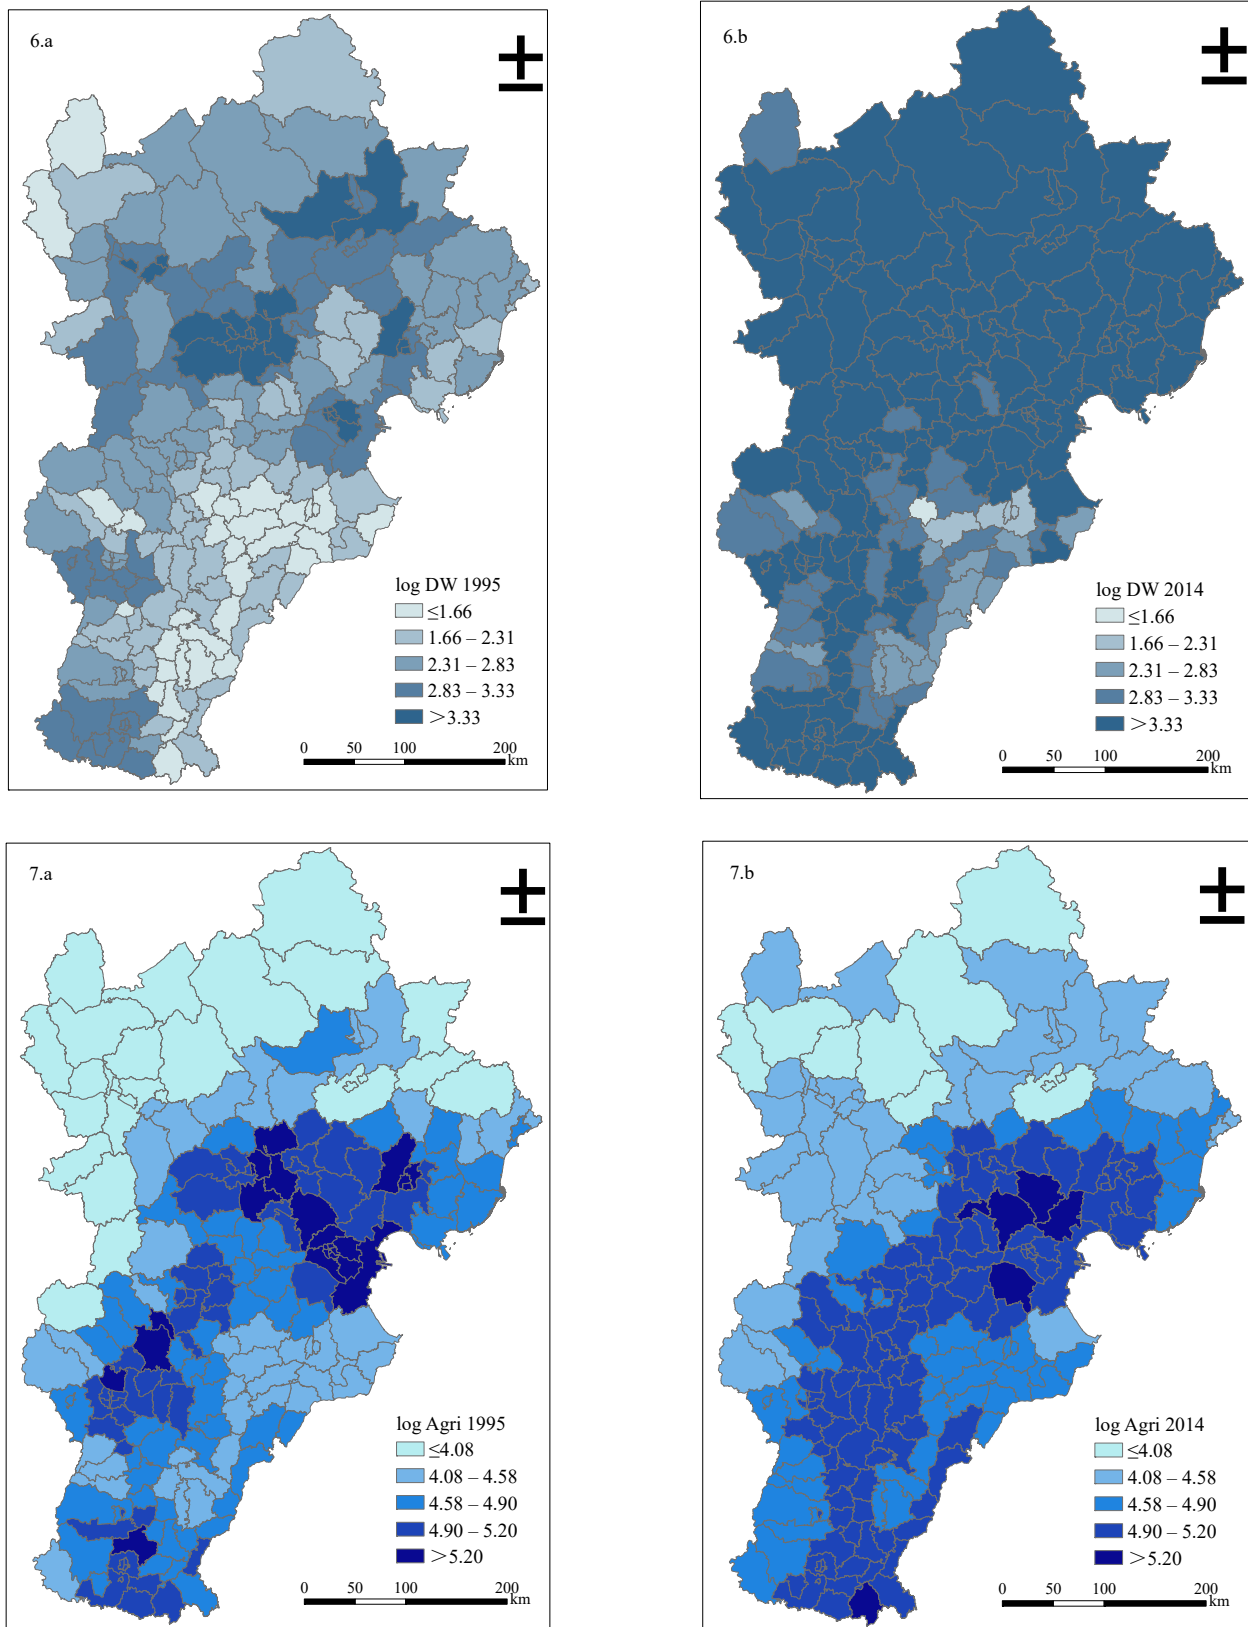 6.a
log DW 1995
≤1.66
1.66 – 2.31
2.31 – 2.83
2.83 – 3.33
>3.33
0 50 100 200
km
6.b
log DW 2014
≤1.66
1.66 – 2.31
2.31 – 2.83
2.83 – 3.33
>3.33
0 50 100 200
km
7.a
log Agri 1995
≤4.08
4.08 – 4.58
4.58 – 4.90
4.90 – 5.20
>5.20
0 50 100 200
km
7.b
log Agri 2014
≤4.08
4.08 – 4.58
4.58 – 4.90
4.90 – 5.20
>5.20
0 50 100 200
km